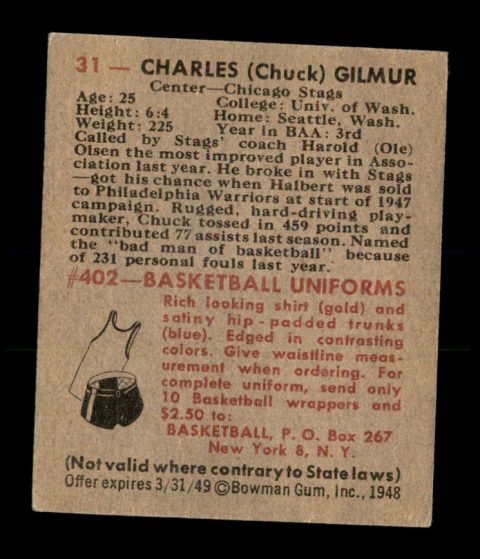 31 — CHARLES (Chuck) GILMUR
Center—Chicago Stags
Age: 25 College: Univ. of Wash.
Height: 6:4 Home: Seattle, Wash.
Weight: 225 Year in BAA: 3rd
Called by Stags' coach Harold (Ole)
Olsen the most improved player in Asso-
ciation last year. He broke in with Stags
—got his chance when Halbert was sold
to Philadelphia Warriors at start of 1947
campaign. Rugged, hard-driving play-
maker, Chuck tossed in 459 points and
contributed 77 assists last season. Named
the "bad man of basketball" because
of 231 personal fouls last year.
#402—BASKETBALL UNIFORMS
Rich looking shirt (gold) and
satiny hip-padded trunks
(blue). Edged in contrasting
colors. Give waistline meas-
urement when ordering. For
complete uniform, send only
10 Basketball wrappers and
$2.50 to:
BASKETBALL, P. O. Box 267
New York 8, N. Y.
(Not valid where contrary to State laws)
Offer expires 3/31/49 ©Bowman Gum, Inc., 1948